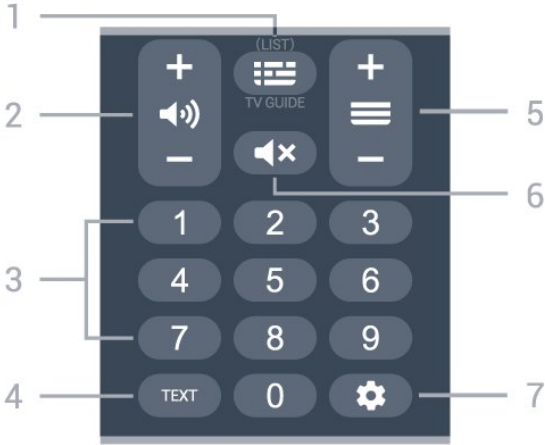 1
(LIST)
+ +
TV GUIDE
2 5
− −
6
1 2 3
3
4 5 6
7 8 9
4 TEXT 0 7